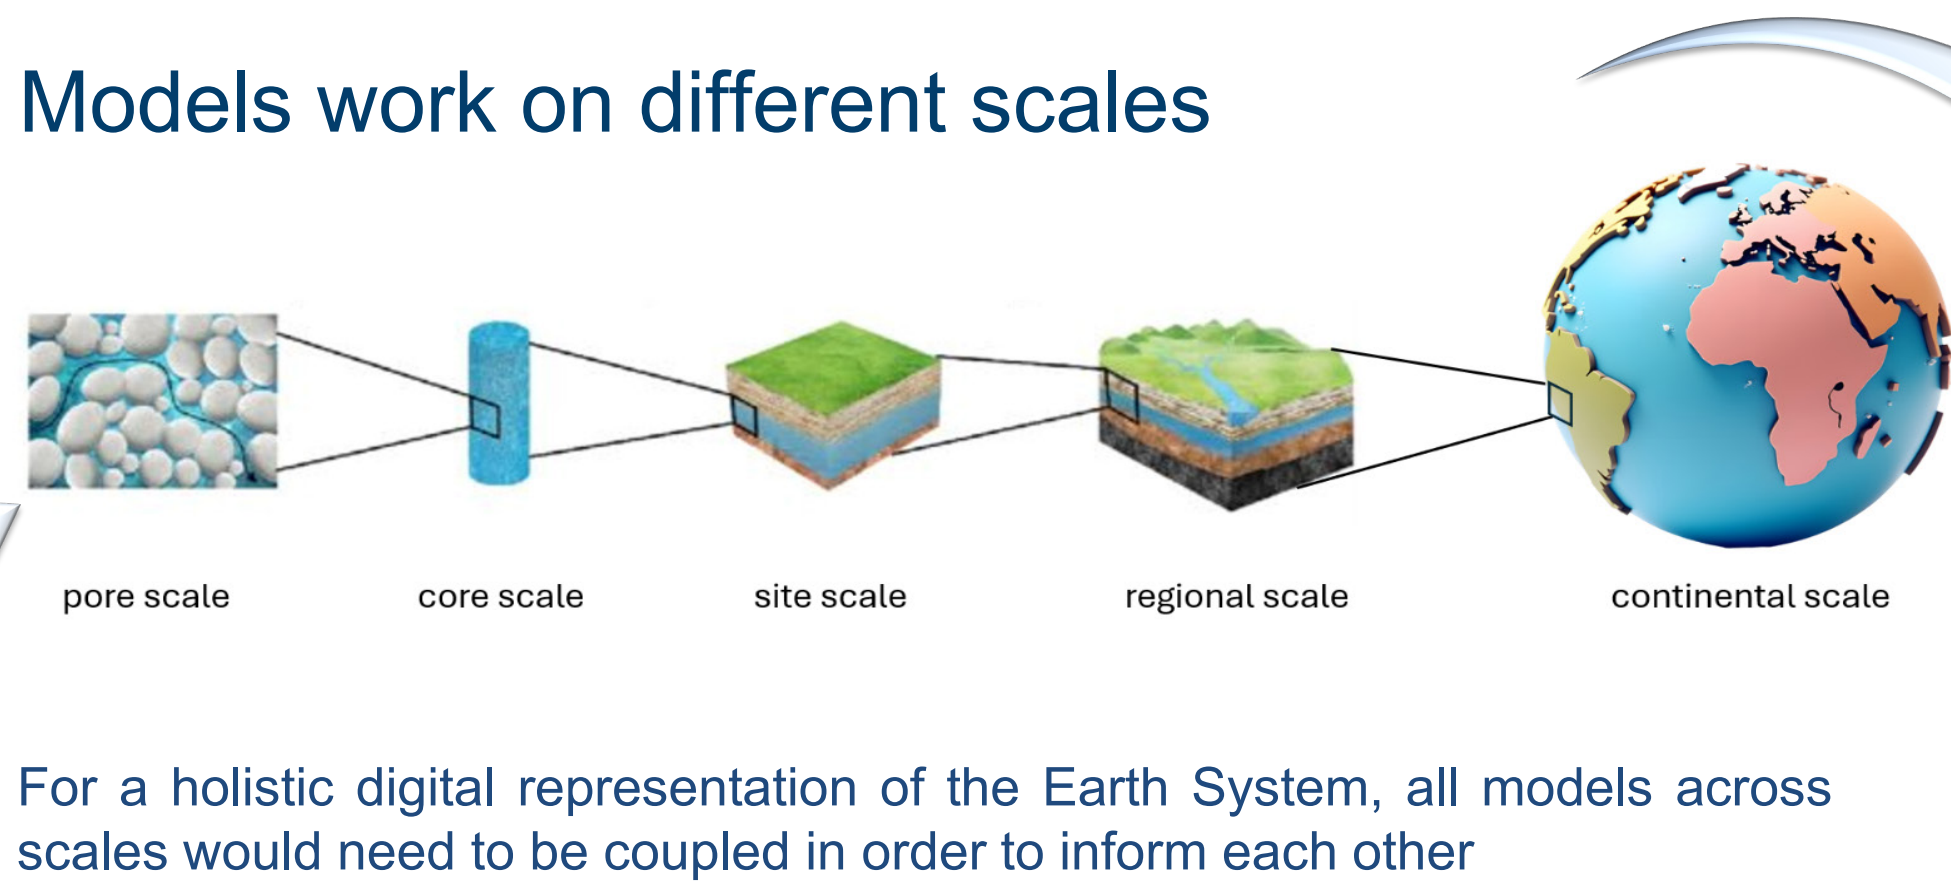 Models work on different scales
pore scale
core scale
site scale
regional scale
continental scale
For a holistic digital representation of the Earth System, all models across
scales would need to be coupled in order to inform each other